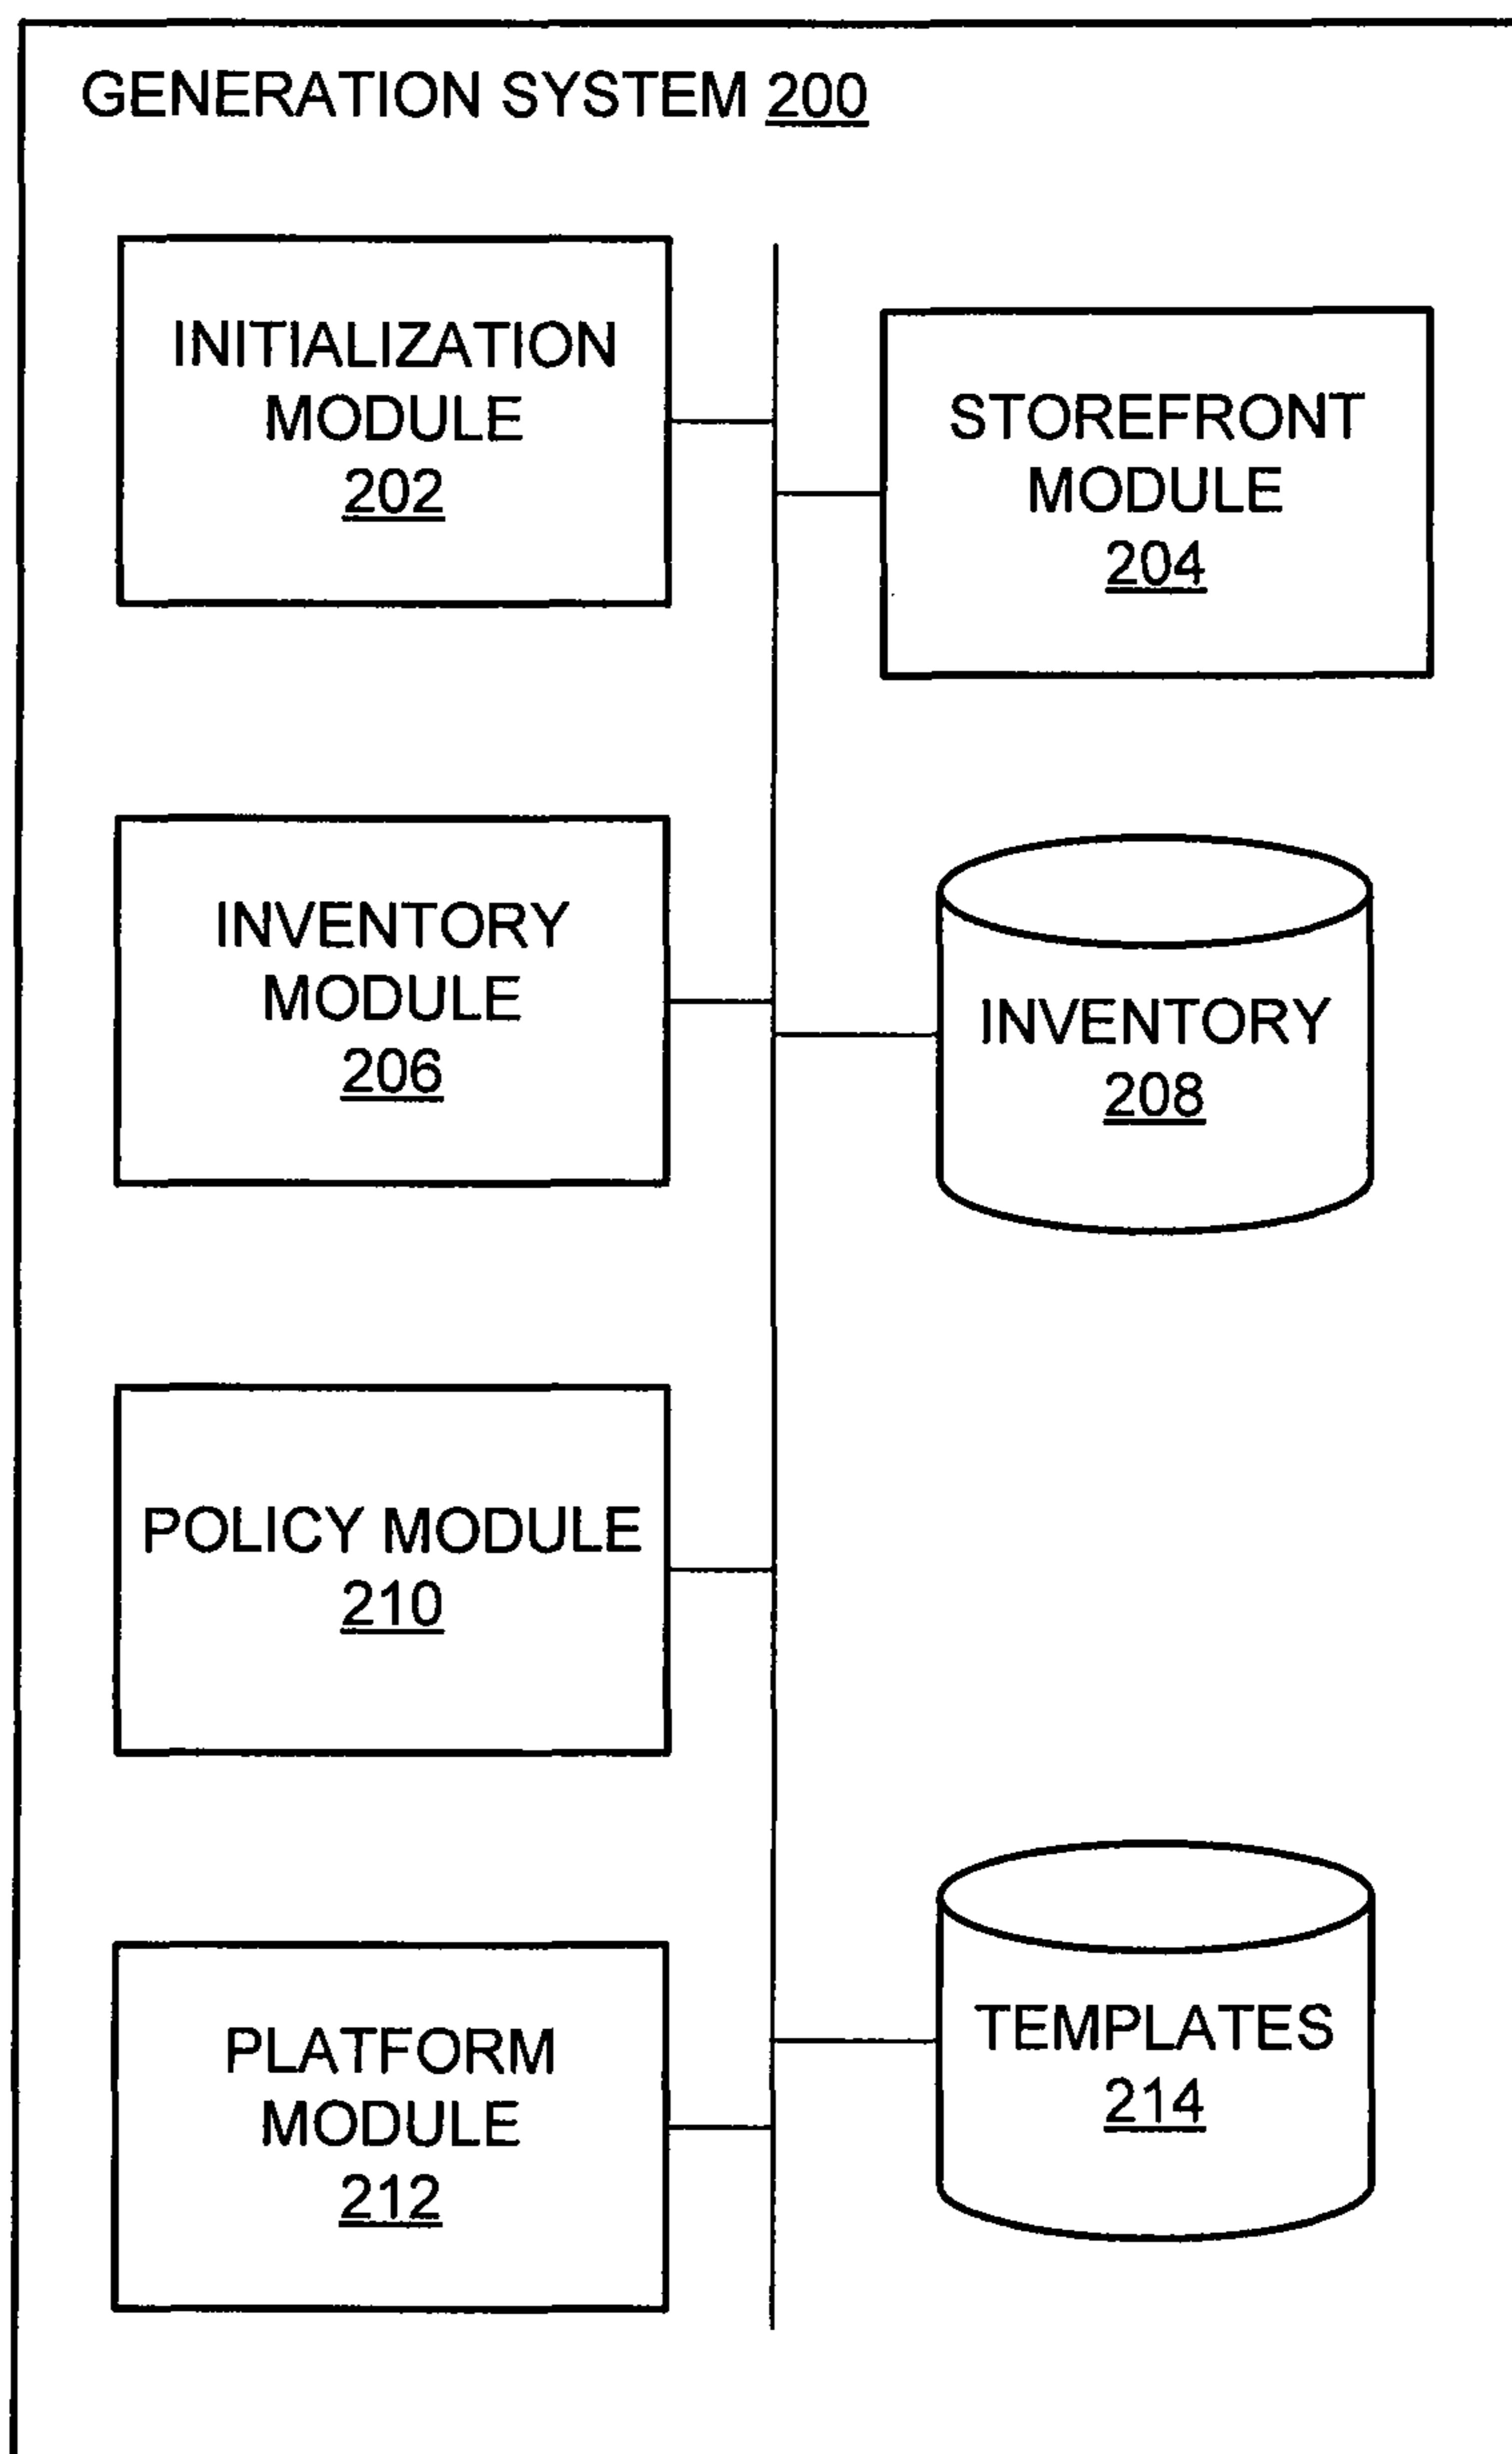 GENERATION SYSTEM 200
INITIALIZATION
MODULE
202
STOREFRONT
MODULE
204
INVENTORY
MODULE
206
INVENTORY
208
POLICY MODULE
210
PLATFORM
MODULE
212
TEMPLATES
214